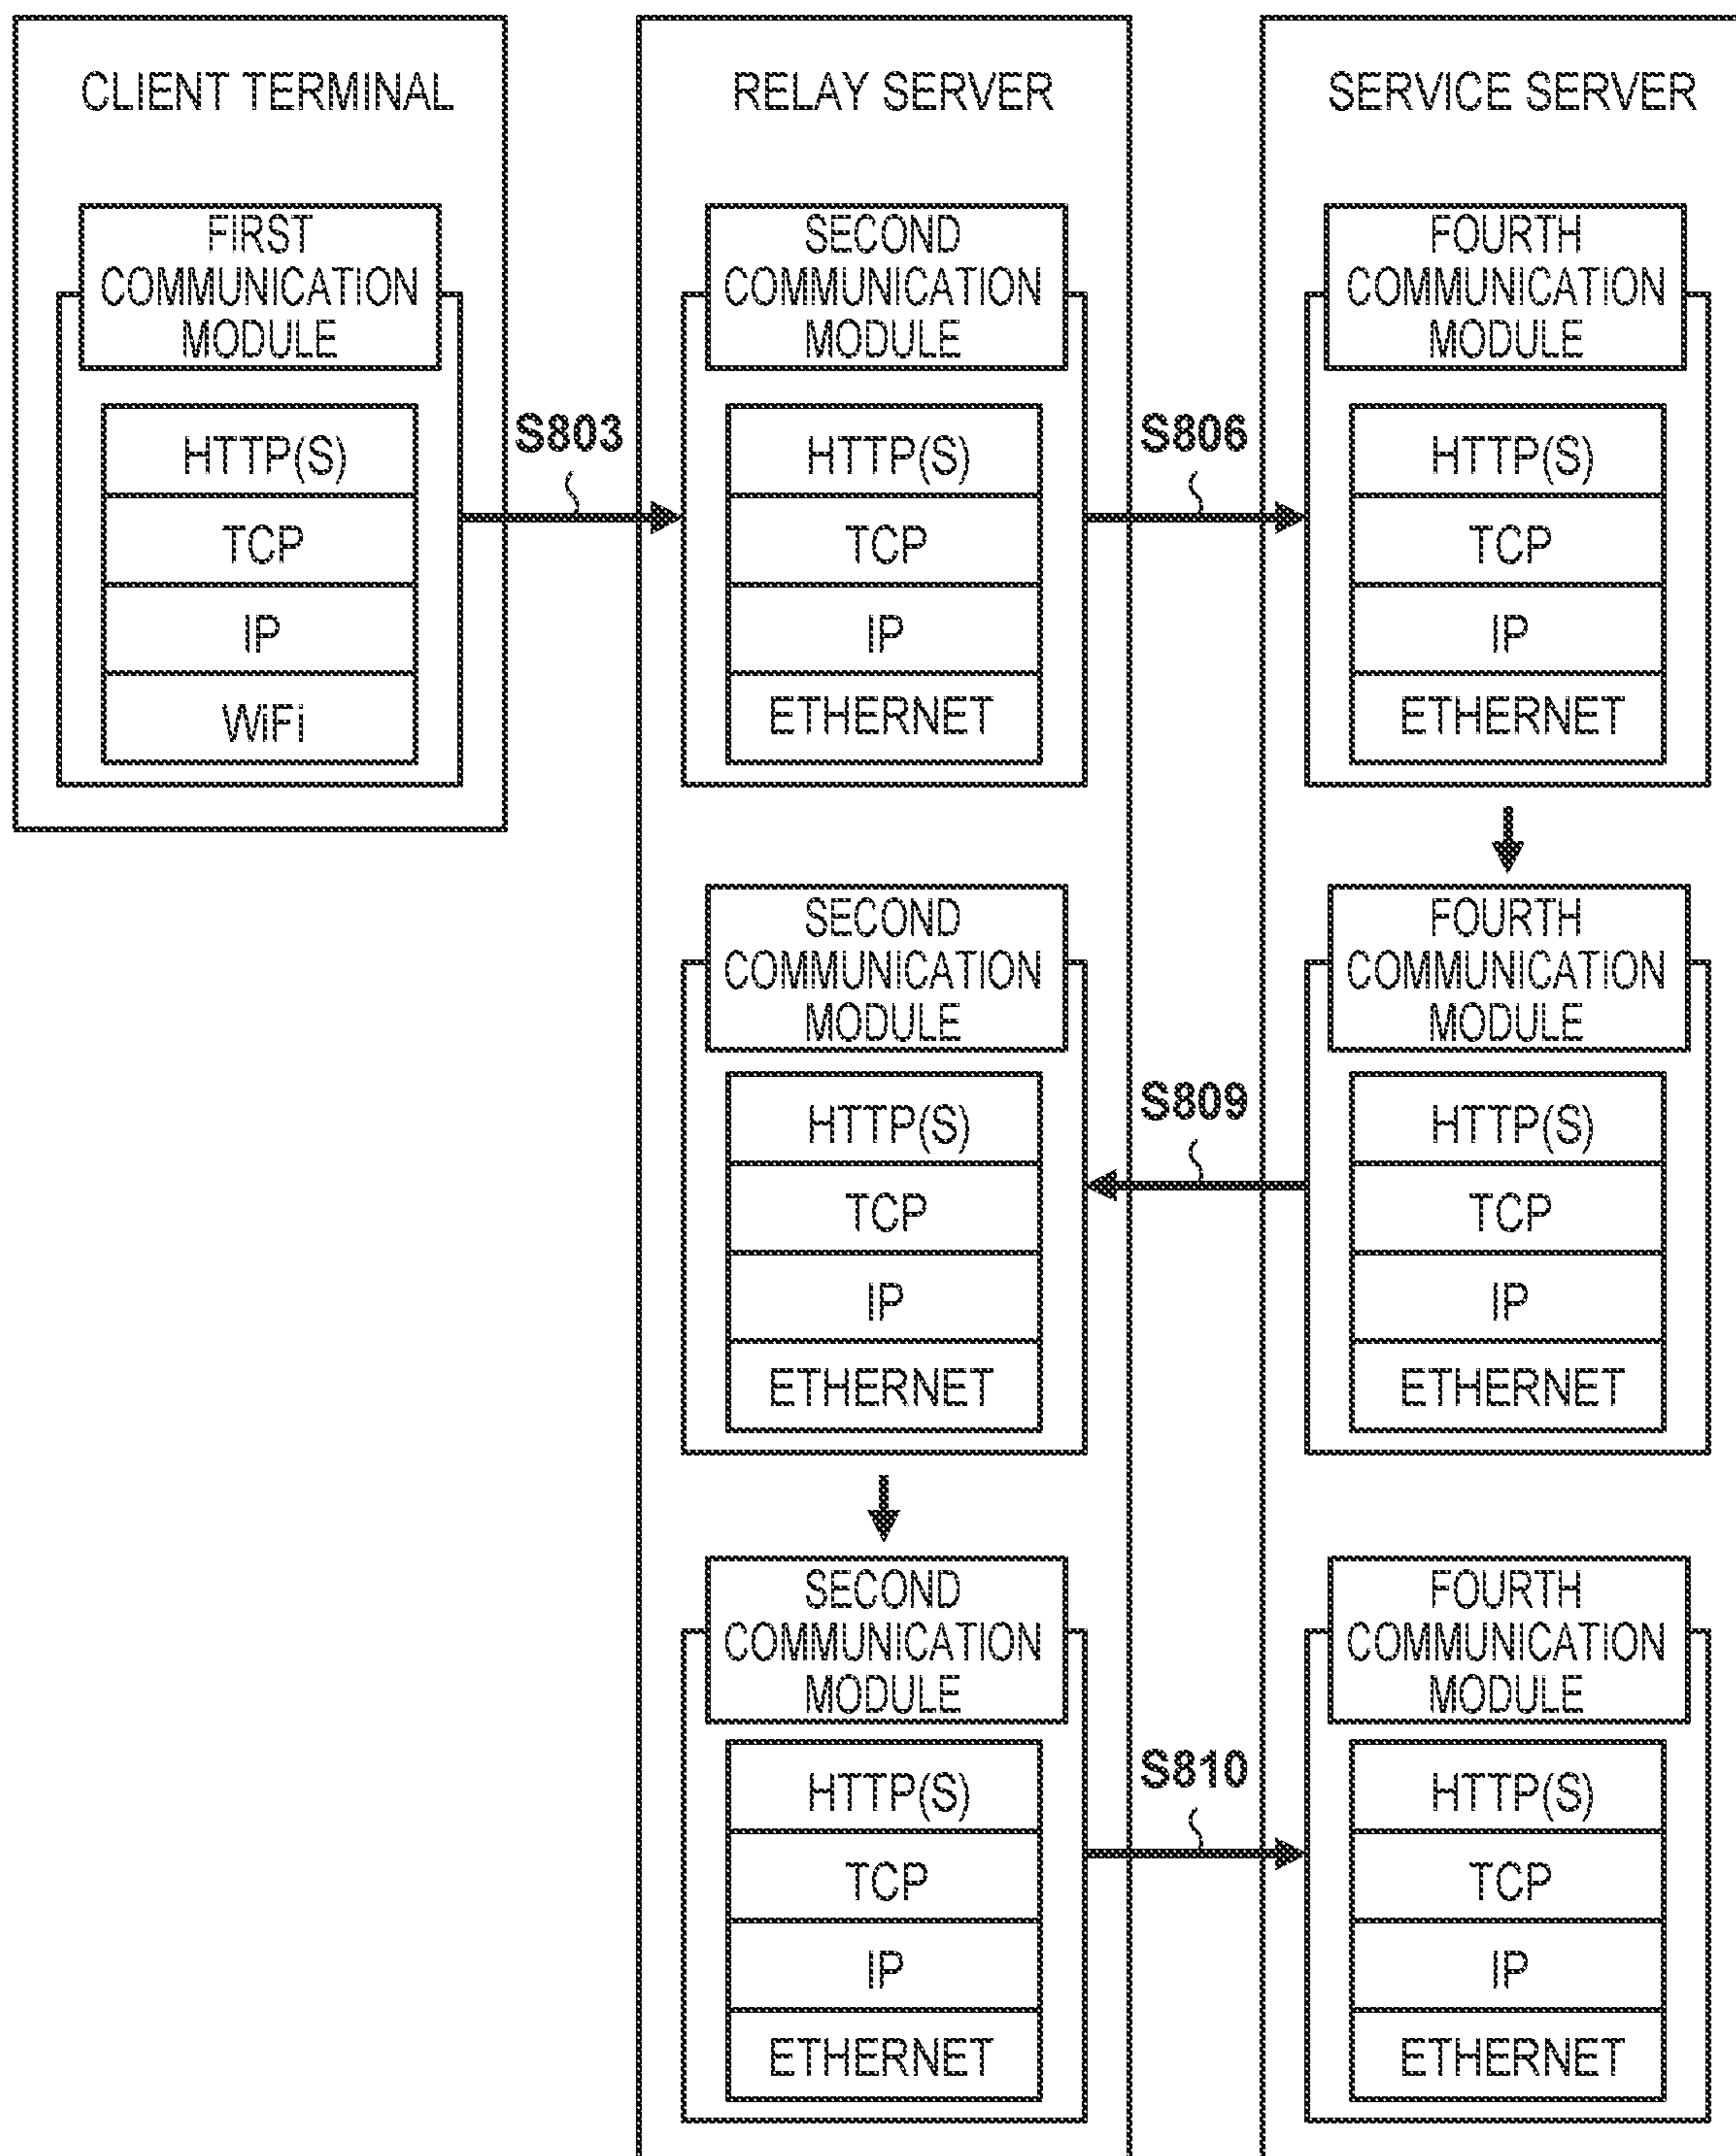 CLIENT TERMINAL
RELAY SERVER
SERVICE SERVER
FIRST
COMMUNICATION
MODULE
HTTP(S)
TCP
IP
WiFi
S803
SECOND
COMMUNICATION
MODULE
HTTP(S)
TCP
IP
ETHERNET
S806
FOURTH
COMMUNICATION
MODULE
HTTP(S)
TCP
IP
ETHERNET
SECOND
COMMUNICATION
MODULE
HTTP(S)
TCP
IP
ETHERNET
S809
FOURTH
COMMUNICATION
MODULE
HTTP(S)
TCP
IP
ETHERNET
SECOND
COMMUNICATION
MODULE
HTTP(S)
TCP
IP
ETHERNET
S810
FOURTH
COMMUNICATION
MODULE
HTTP(S)
TCP
IP
ETHERNET